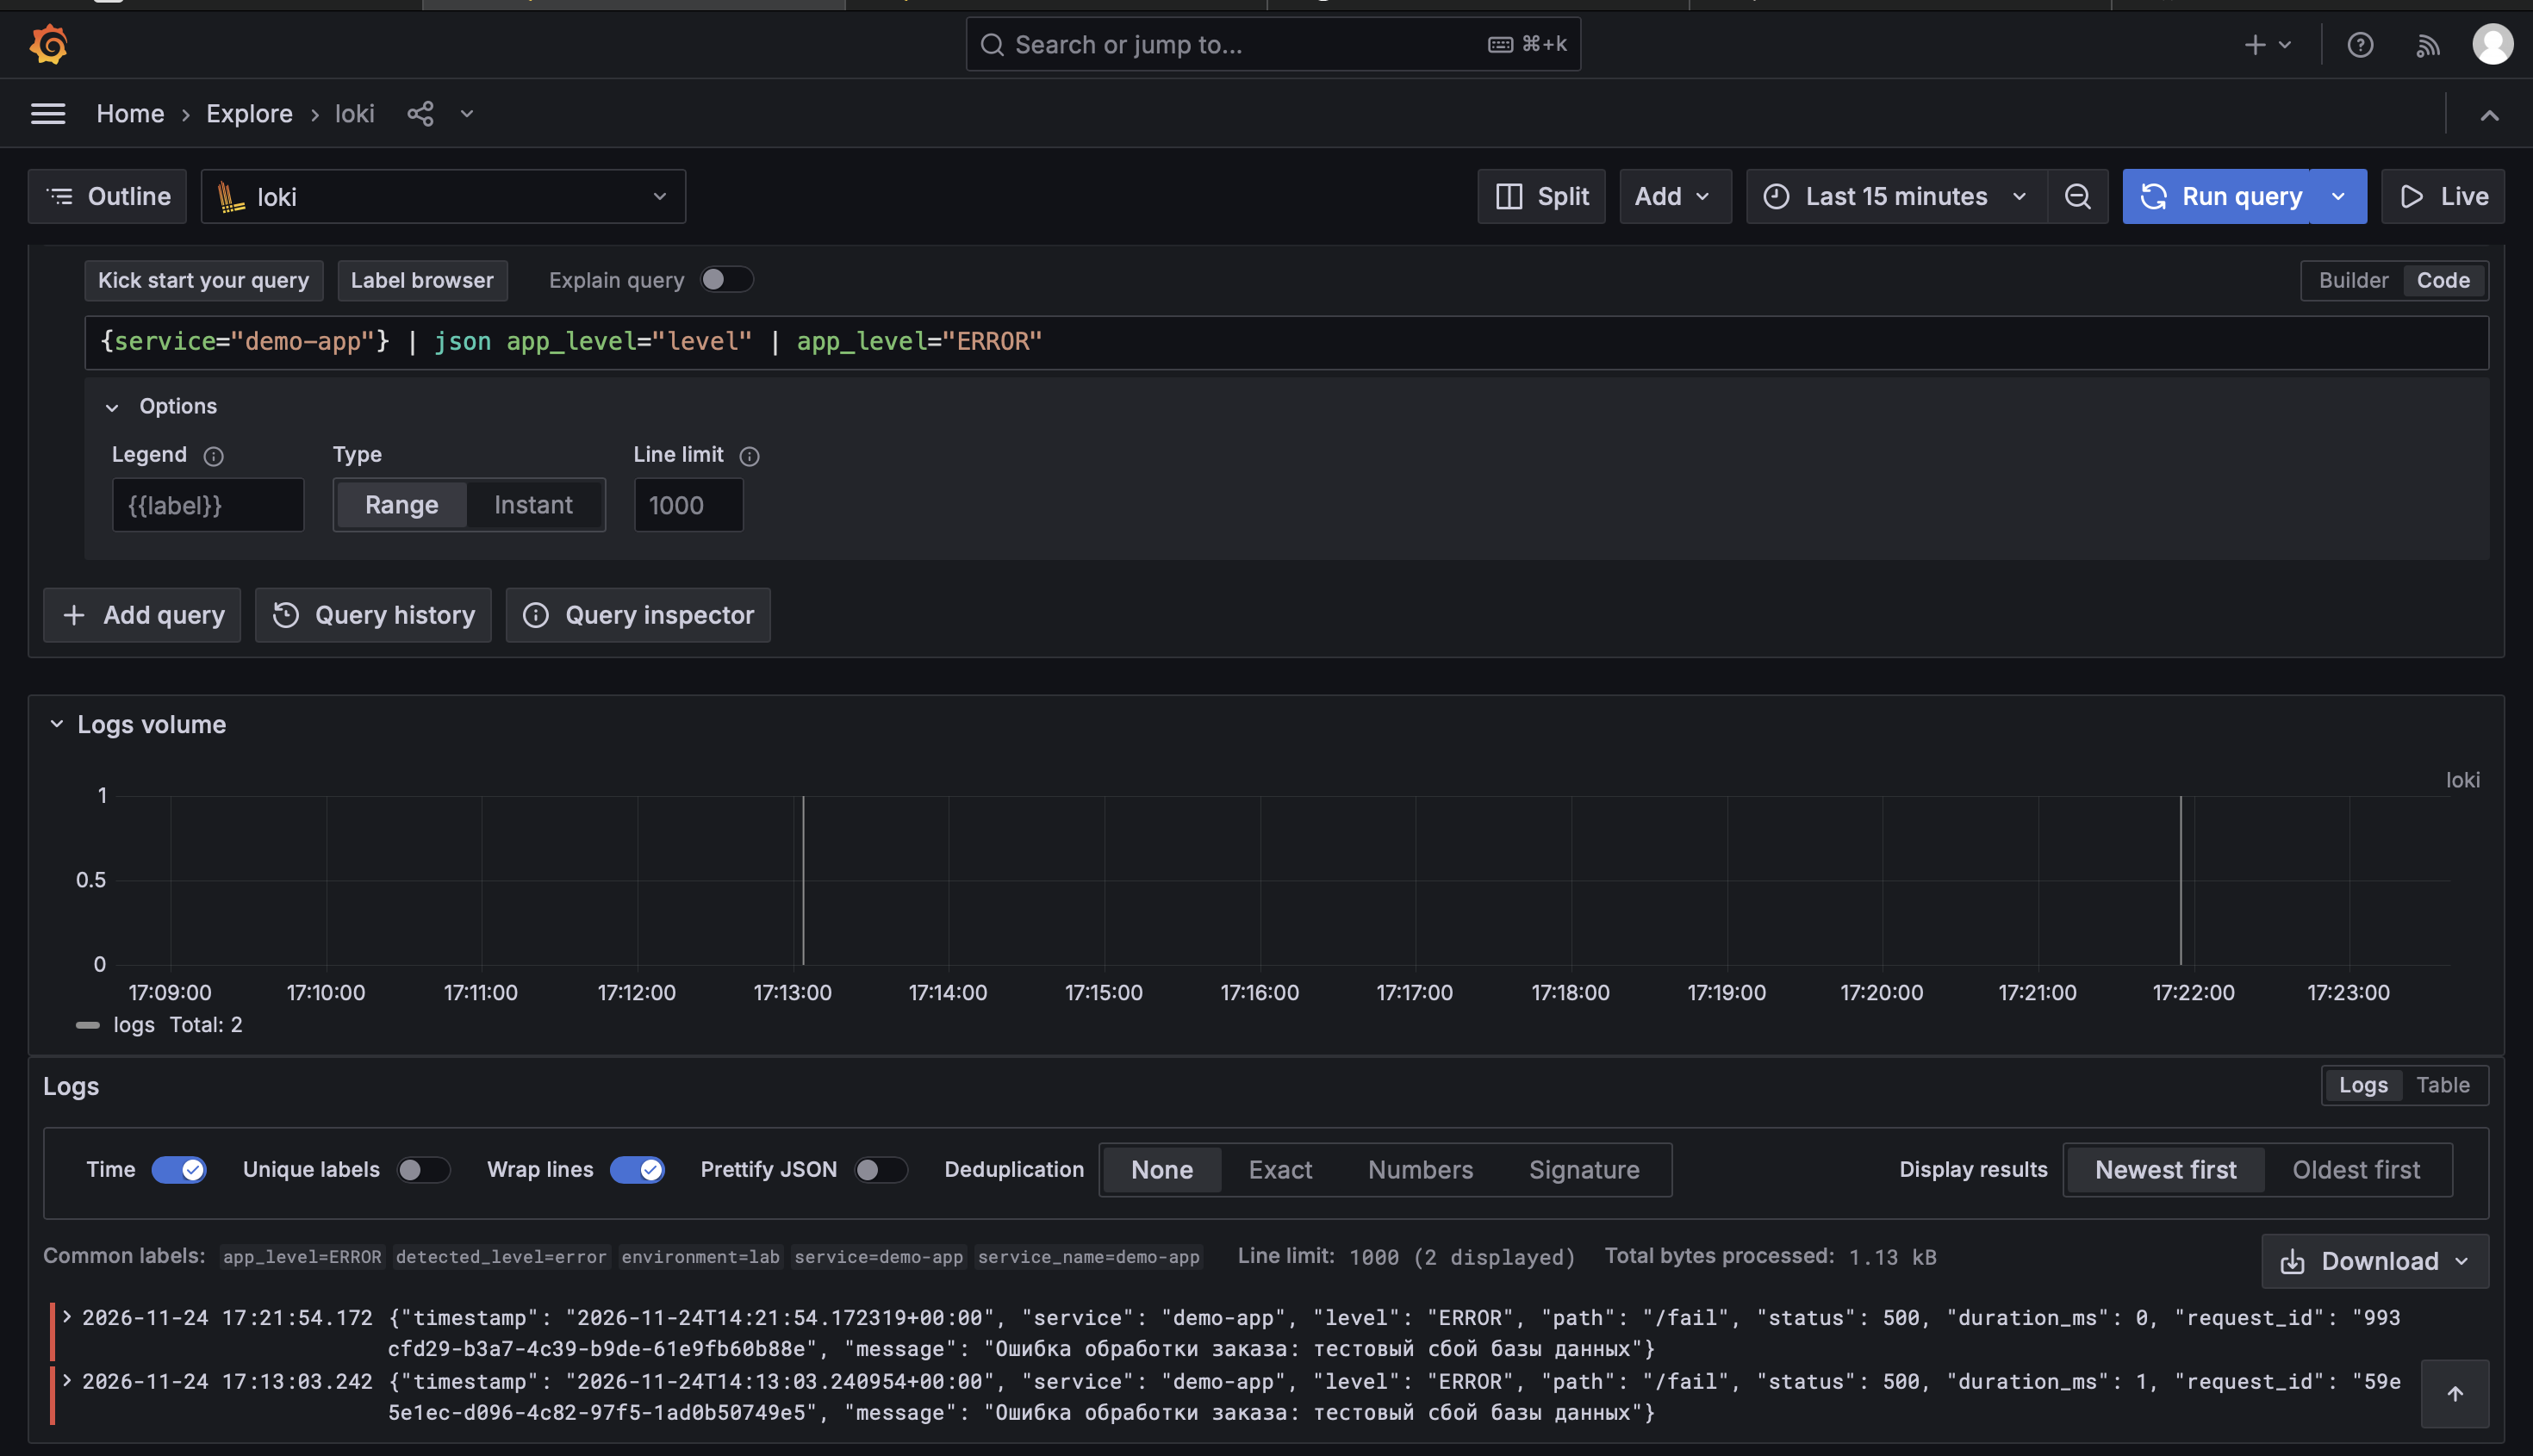 Search or jump to... ⌘+k
Home › Explore › loki
Outline loki Split Add Last 15 minutes Run query Live
Kick start your query Label browser Explain query Builder Code
{service="demo-app"} | json app_level="level" | app_level="ERROR"
Options
Legend Type Line limit
{{label}} Range Instant 1000
+ Add query Query history Query inspector
Logs volume
loki
1
0.5
0
17:09:00 17:10:00 17:11:00 17:12:00 17:13:00 17:14:00 17:15:00 17:16:00 17:17:00 17:18:00 17:19:00 17:20:00 17:21:00 17:22:00 17:23:00
logs Total: 2
Logs Logs Table
Time Unique labels Wrap lines Prettify JSON Deduplication None Exact Numbers Signature Display results Newest first Oldest first
Common labels: app_level=ERROR detected_level=error environment=lab service=demo-app service_name=demo-app Line limit: 1000 (2 displayed) Total bytes processed: 1.13 kB Download
2026-11-24 17:21:54.172 {"timestamp": "2026-11-24T14:21:54.172319+00:00", "service": "demo-app", "level": "ERROR", "path": "/fail", "status": 500, "duration_ms": 0, "request_id": "993
cfd29-b3a7-4c39-b9de-61e9fb60b88e", "message": "Ошибка обработки заказа: тестовый сбой базы данных"}
2026-11-24 17:13:03.242 {"timestamp": "2026-11-24T14:13:03.240954+00:00", "service": "demo-app", "level": "ERROR", "path": "/fail", "status": 500, "duration_ms": 1, "request_id": "59e
5e1ec-d096-4c82-97f5-1ad0b50749e5", "message": "Ошибка обработки заказа: тестовый сбой базы данных"}